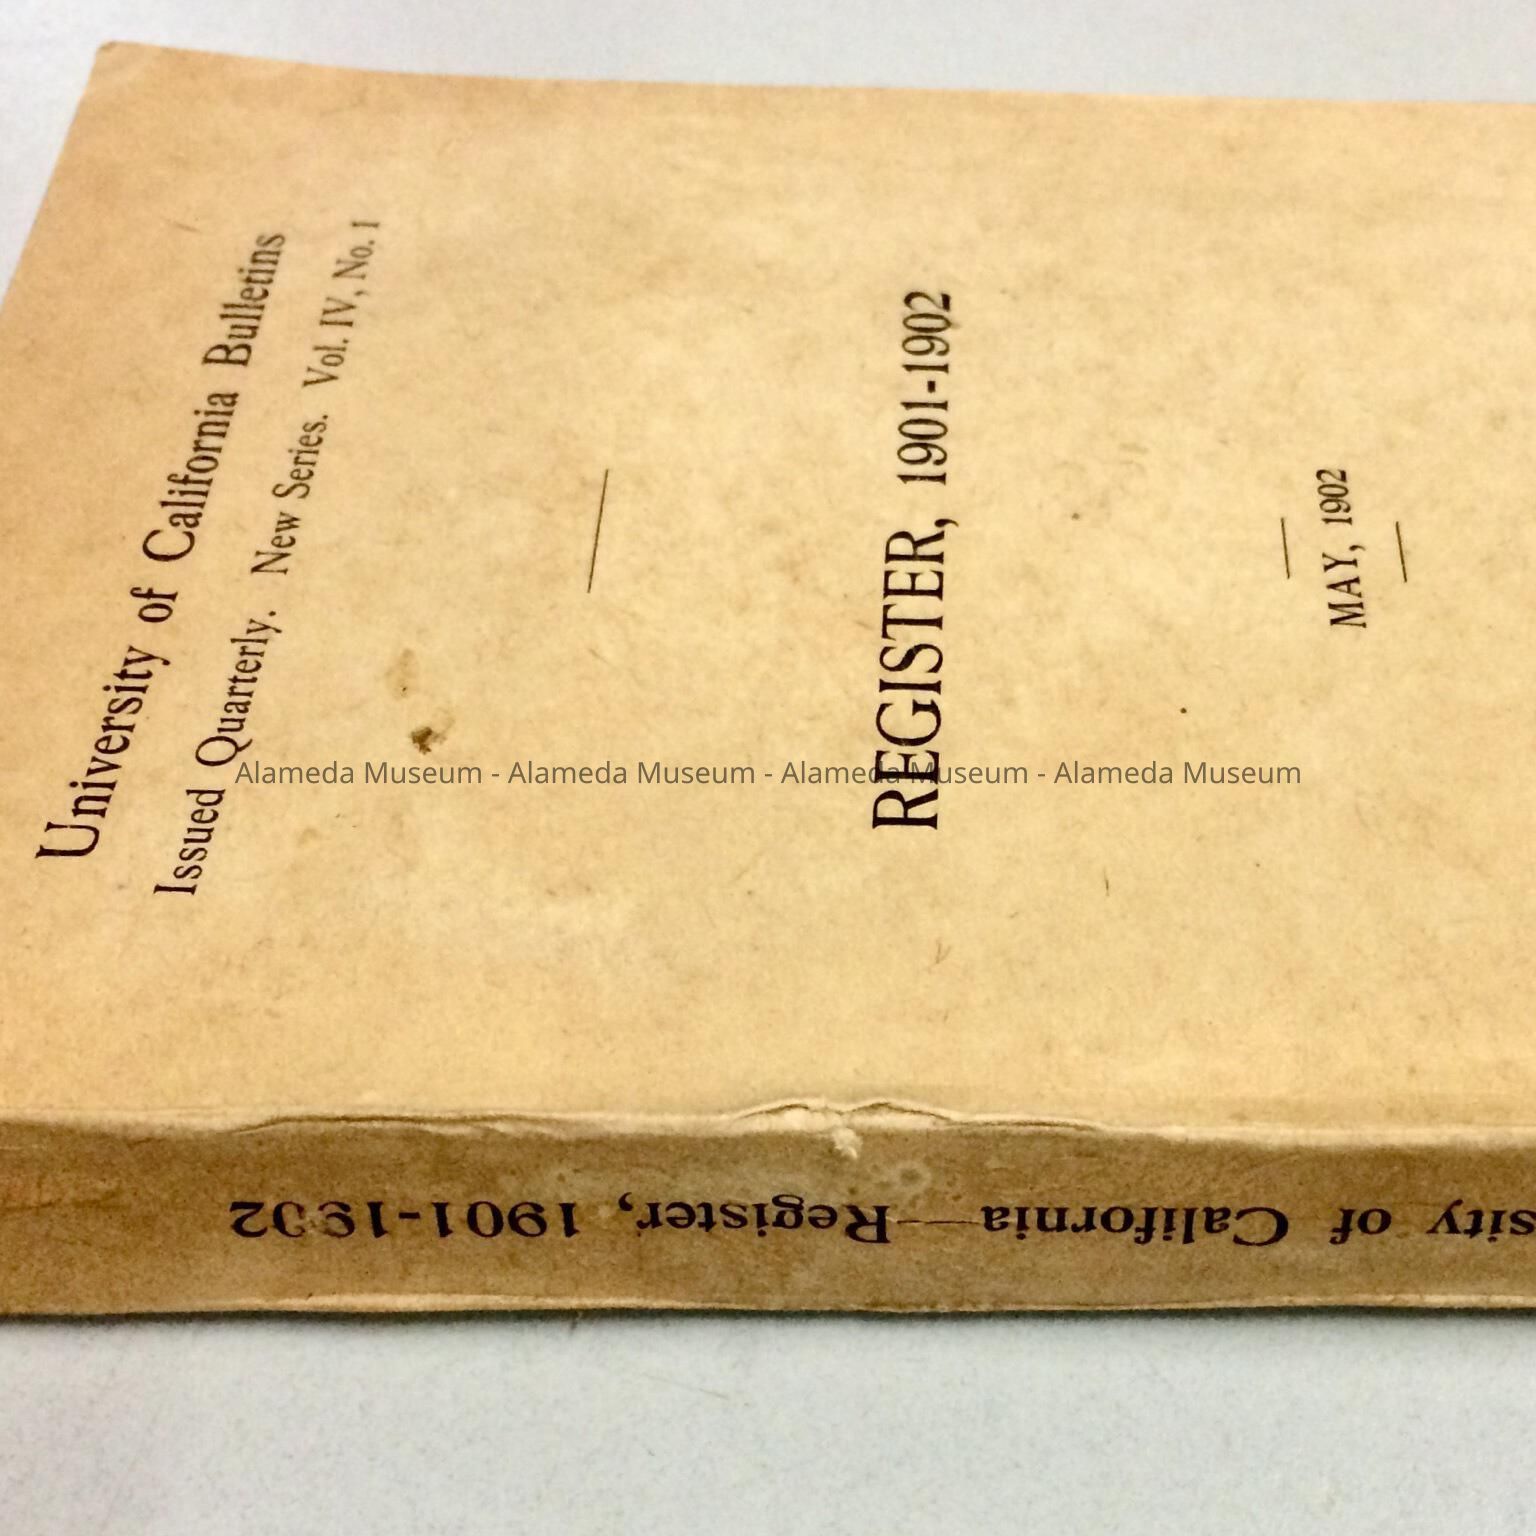 University of California Bulletins
Issued Quarterly. New Series. Vol. IV, No. 1
REGISTER, 1901-1902
MAY, 1902
of California—Register, 1901-1902
Alameda Museum - Alameda Museum - Alameda Museum - Alameda Museum